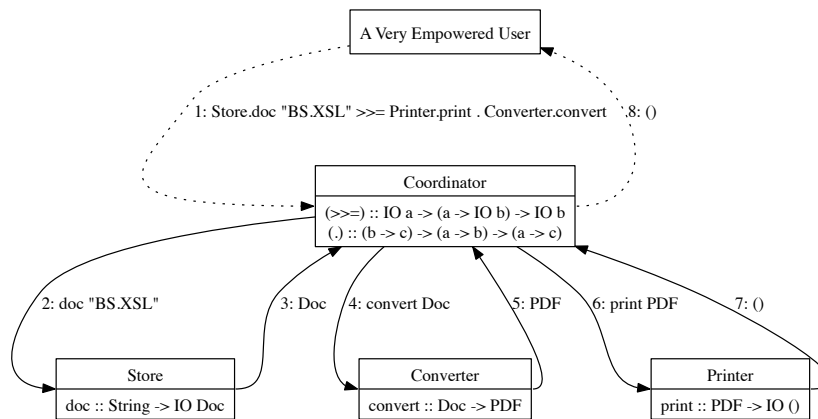 A Very Empowered User
1: Store.doc "BS.XSL" >>= Printer.print . Converter.convert
8: ()
Coordinator
(>>=) :: IO a -> (a -> IO b) -> IO b
(.) :: (b -> c) -> (a -> b) -> (a -> c)
2: doc "BS.XSL"
3: Doc
4: convert Doc
5: PDF
6: print PDF
7: ()
Store
doc :: String -> IO Doc
Converter
convert :: Doc -> PDF
Printer
print :: PDF -> IO ()